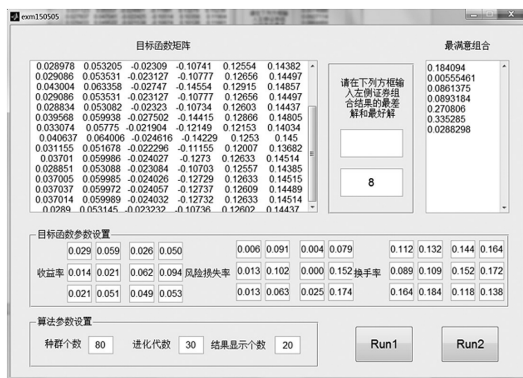 exm150505
目标函数矩阵
最满意组合
0.028978 0.053205 -0.02309 -0.10741 0.12554 0.14382
0.029086 0.053531 -0.023127 -0.10777 0.12656 0.14497
0.043004 0.063358 -0.02747 -0.14554 0.12915 0.14857
0.029086 0.053531 -0.023127 -0.10777 0.12656 0.14497
0.028834 0.053082 -0.02323 -0.10734 0.12603 0.14437
0.039568 0.059938 -0.027502 -0.14415 0.12866 0.14805
0.033074 0.05775 -0.021904 -0.12149 0.12153 0.14034
0.040637 0.064006 -0.024616 -0.14229 0.1253 0.145
0.031155 0.051678 -0.022296 -0.11155 0.12007 0.13682
0.03701 0.059986 -0.024027 -0.1273 0.12633 0.14514
0.028851 0.053088 -0.023084 -0.10703 0.12557 0.14385
0.037005 0.059985 -0.024026 -0.12729 0.12633 0.14515
0.037037 0.059972 -0.024057 -0.12737 0.12609 0.14489
0.037014 0.059989 -0.024032 -0.12732 0.12633 0.14514
0.0289 0.053145 -0.023232 -0.10736 0.12602 0.14437
请在下列方框输
入左侧证券组
合结果的最差
解和最好解
8
0.184094
0.00555461
0.0861375
0.0893184
0.270806
0.335285
0.0288298
目标函数参数设置
0.029 0.059 0.026 0.050 0.006 0.091 0.004 0.079 0.112 0.132 0.144 0.164
收益率 0.014 0.021 0.062 0.094 风险损失率 0.013 0.102 0.000 0.152 换手率 0.089 0.109 0.152 0.172
0.021 0.051 0.049 0.053 0.013 0.063 0.025 0.174 0.164 0.184 0.118 0.138
算法参数设置
种群个数 80 进化代数 30 结果显示个数 20
Run1
Run2